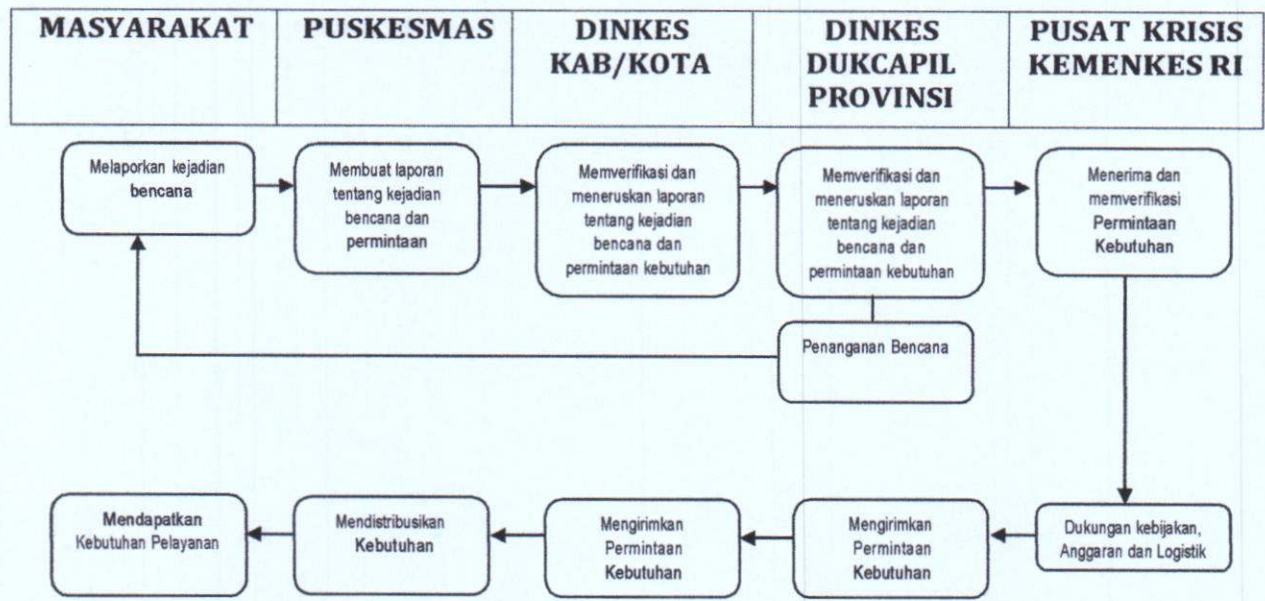 MASYARAKAT
PUSKESMAS
DINKES
KAB/KOTA
DINKES
DUKCAPIL
PROVINSI
PUSAT KRISIS
KEMENKES RI
Melaporkan kejadian
bencana
Membuat laporan
tentang kejadian
bencana dan
permintaan
Memverifikasi dan
meneruskan laporan
tentang kejadian
bencana dan
permintaan kebutuhan
Memverifikasi dan
meneruskan laporan
tentang kejadian
bencana dan
permintaan kebutuhan
Menerima dan
memverifikasi
Permintaan
Kebutuhan
Penanganan Bencana
Mendapatkan
Kebutuhan Pelayanan
Mendistribusikan
Kebutuhan
Mengirimkan
Permintaan
Kebutuhan
Mengirimkan
Permintaan
Kebutuhan
Dukungan kebijakan,
Anggaran dan Logistik